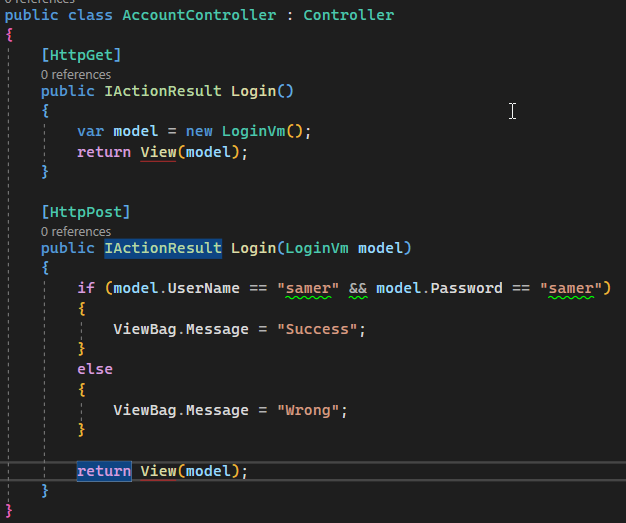 0 references
public class AccountController : Controller
{
[HttpGet]
0 references
public IActionResult Login()
{
var model = new LoginVm();
return View(model);
}
[HttpPost]
0 references
public IActionResult Login(LoginVm model)
{
if (model.UserName == "samer" && model.Password == "samer")
{
ViewBag.Message = "Success";
}
else
{
ViewBag.Message = "Wrong";
}
return View(model);
}
}